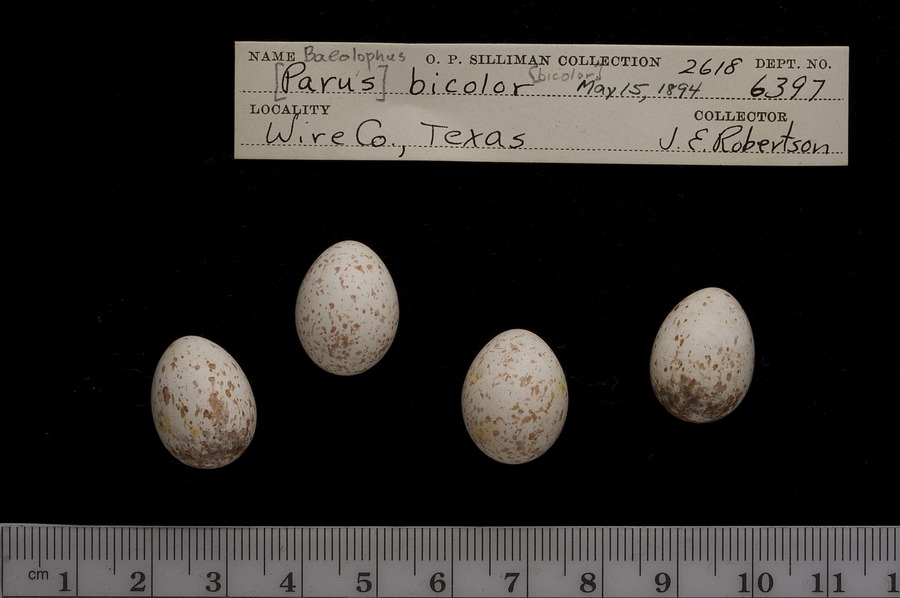 NAME Baeolophus O. P. SILLIMAN COLLECTION 2618 DEPT. NO.
[Parus] bicolor [bicolor] May 15, 1894 6397
LOCALITY COLLECTOR
Wire Co., Texas J. E. Robertson
cm 1 2 3 4 5 6 7 8 9 10 11 1